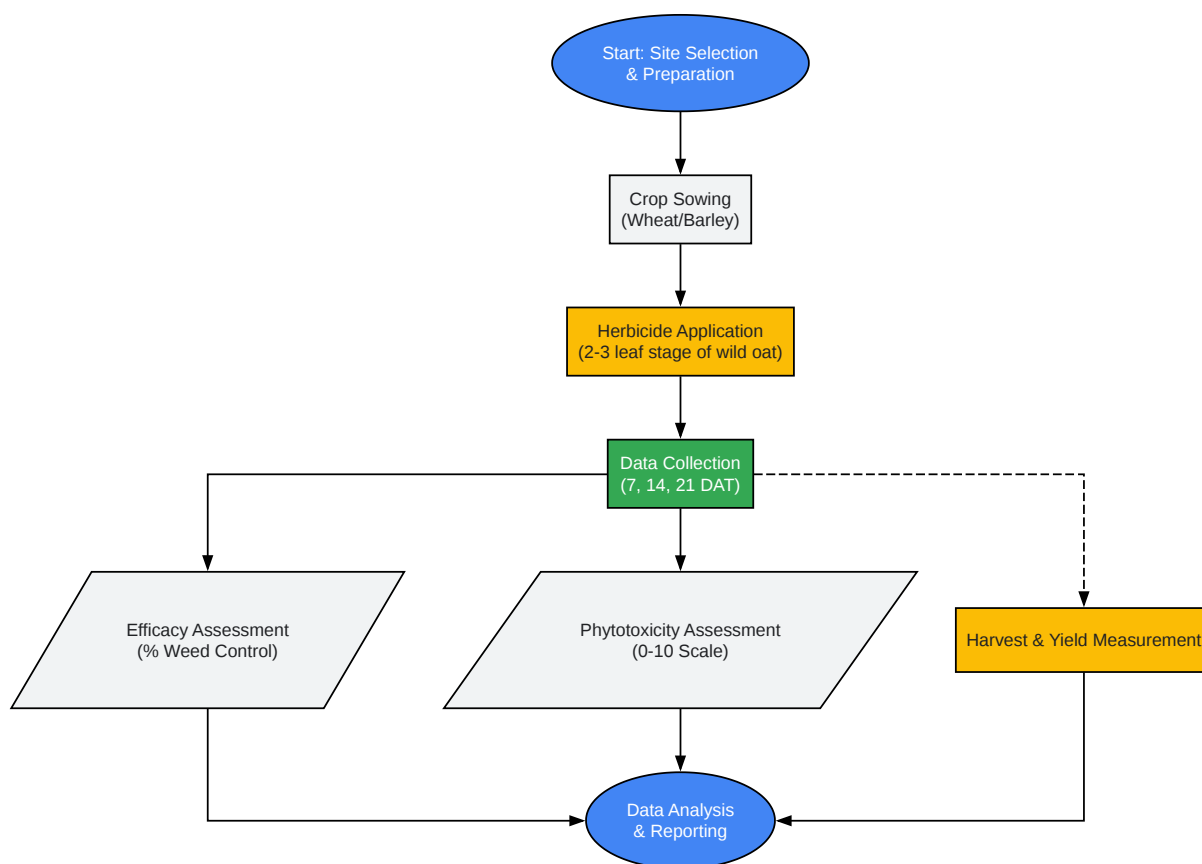 Start: Site Selection
& Preparation
Crop Sowing
(Wheat/Barley)
Herbicide Application
(2-3 leaf stage of wild oat)
Data Collection
(7, 14, 21 DAT)
Efficacy Assessment
(% Weed Control)
Phytotoxicity Assessment
(0-10 Scale)
Harvest & Yield Measurement
Data Analysis
& Reporting